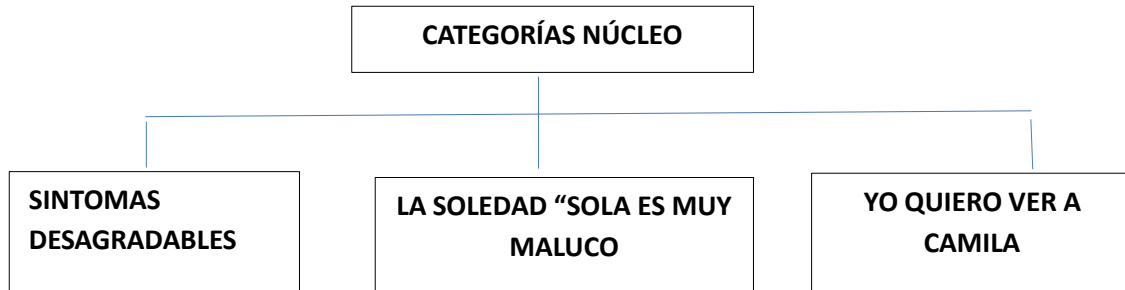 CATEGORÍAS NÚCLEO
SINTOMAS
DESAGRADABLES
LA SOLEDAD “SOLA ES MUY
MALUCO
YO QUIERO VER A
CAMILA